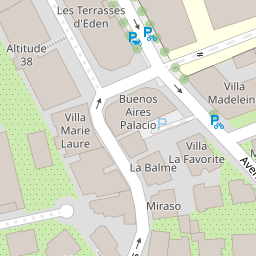 Les Terrasses
d'Eden
P
P
Altitude
38
Villa
Madelein
Buenos
Aires
Palacio
P
P
Villa
Marie
Laure
Villa
La Favorite
La Balme
Aven
Miraso